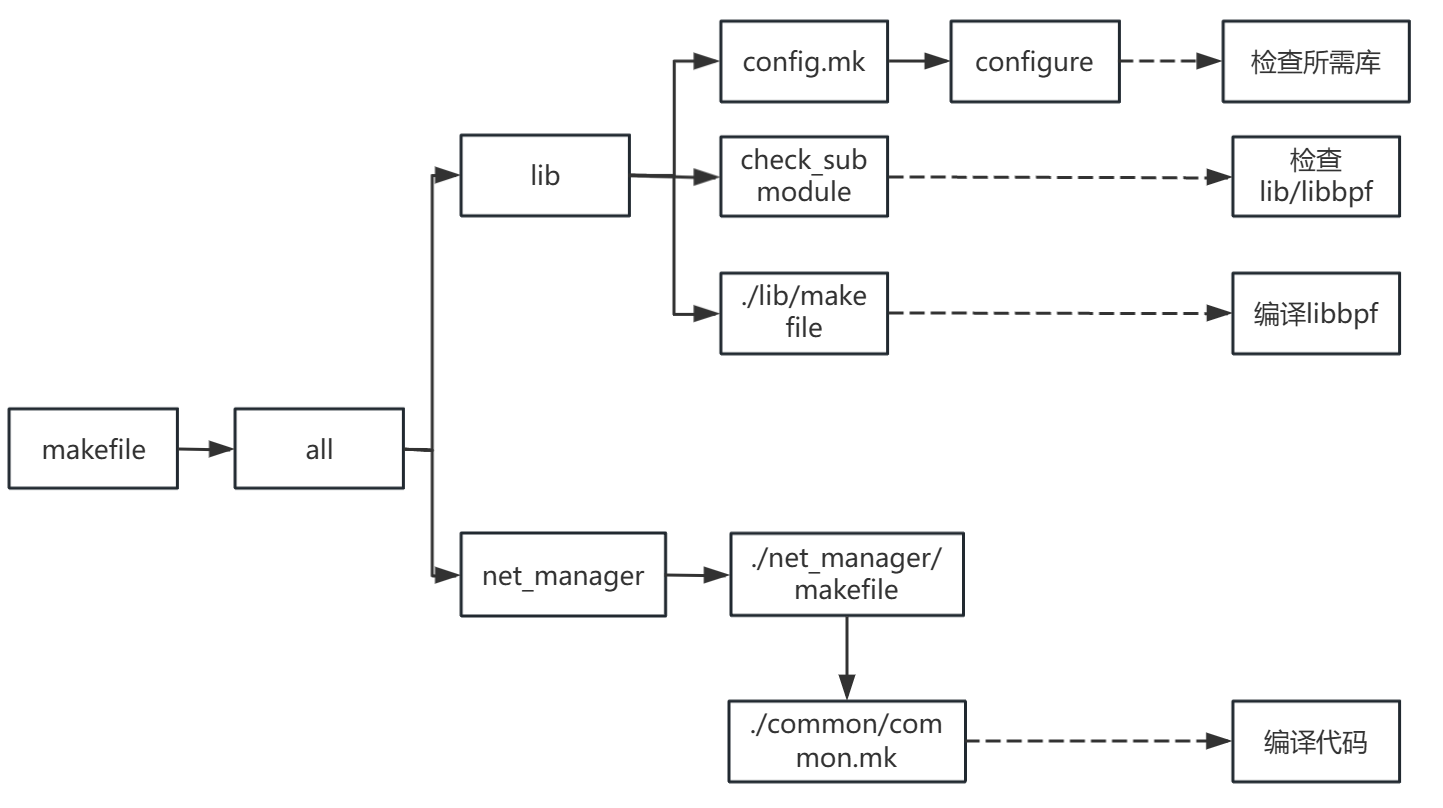 config.mk
configure
检查所需库
lib
check_sub
module
检查
lib/libbpf
./lib/make
file
编译libbpf
makefile
all
net_manager
./net_manager/
makefile
./common/com
mon.mk
编译代码